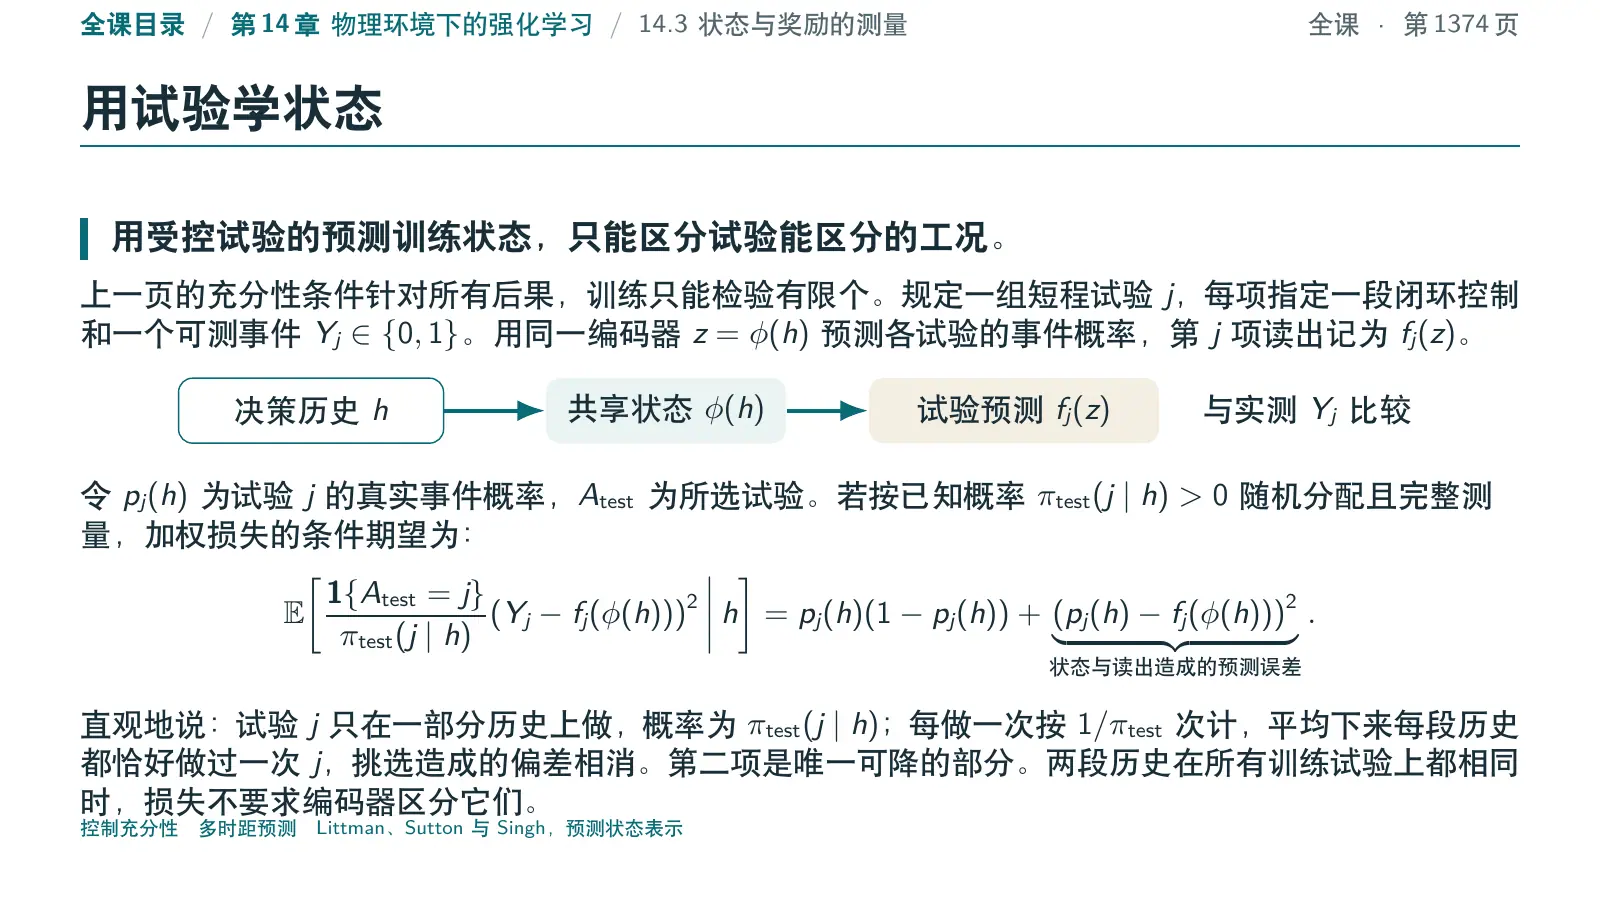 全课目录 / 第 14 章 物理环境下的强化学习 / 14.3 状态与奖励的测量
全课 · 第 1374 页
用试验学状态
用受控试验的预测训练状态，只能区分试验能区分的工况。
上一页的充分性条件针对所有后果，训练只能检验有限个。规定一组短程试验 j，每项指定一段闭环控制
和一个可测事件 Y_j ∈ {0, 1}。用同一编码器 z = ϕ(h) 预测各试验的事件概率，第 j 项读出记为 f_j(z)。
决策历史 h 共享状态 ϕ(h) 试验预测 f_j(z) 与实测 Y_j 比较
令 p_j(h) 为试验 j 的真实事件概率，A_test 为所选试验。若按已知概率 π_test(j | h) > 0 随机分配且完整测
量，加权损失的条件期望为：
𝔼[ 𝟏{A_test = j} / π_test(j | h) (Y_j − f_j(ϕ(h)))² | h ] = p_j(h)(1 − p_j(h)) + (p_j(h) − f_j(ϕ(h)))² .
状态与读出造成的预测误差
直观地说：试验 j 只在一部分历史上做，概率为 π_test(j | h)；每做一次按 1/π_test 次计，平均下来每段历史
都恰好做过一次 j，挑选造成的偏差相消。第二项是唯一可降的部分。两段历史在所有训练试验上都相同
时，损失不要求编码器区分它们。
控制充分性 多时距预测 Littman、Sutton 与 Singh，预测状态表示